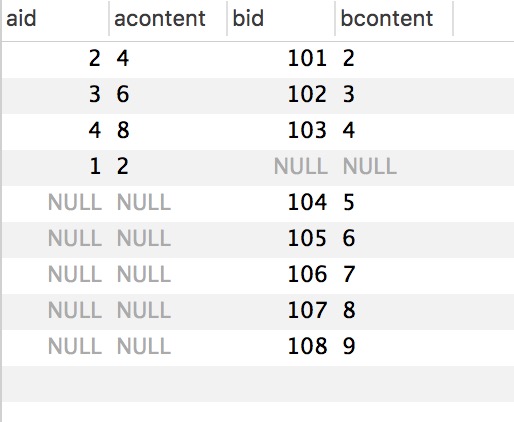 aid acontent bid bcontent
2 4 101 2
3 6 102 3
4 8 103 4
1 2 NULL NULL
NULL NULL 104 5
NULL NULL 105 6
NULL NULL 106 7
NULL NULL 107 8
NULL NULL 108 9